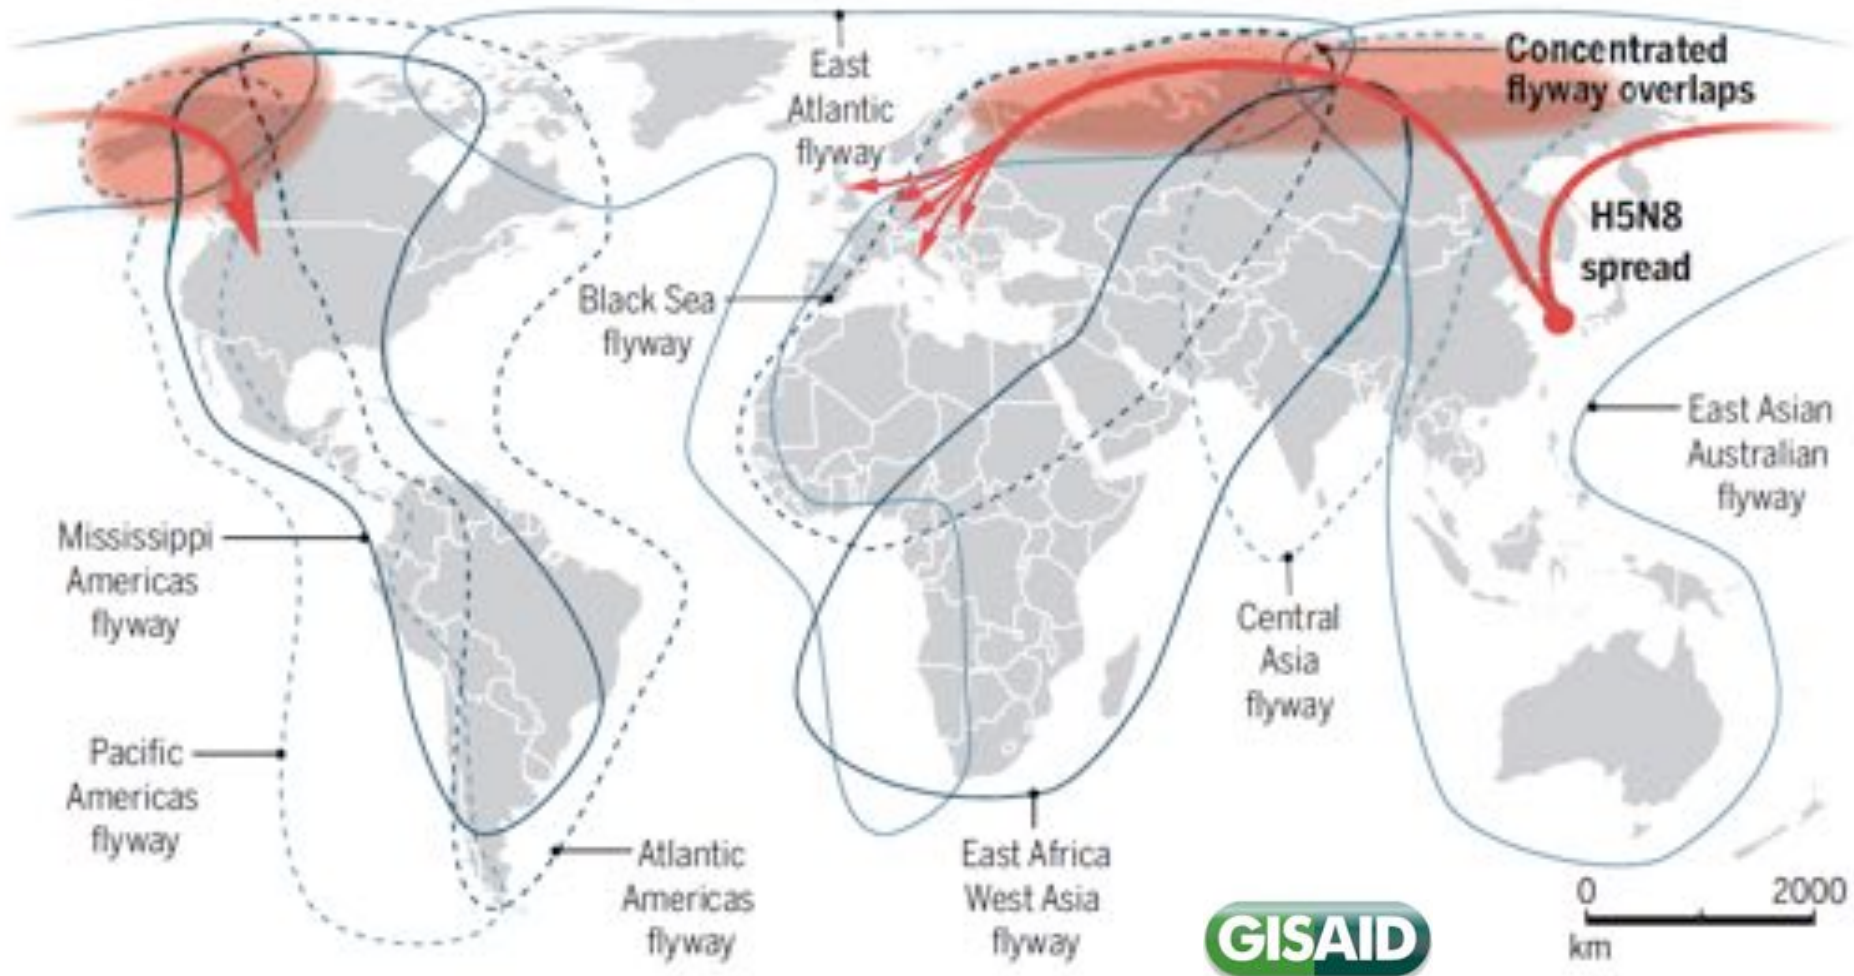 East
Atlantic
flyway
Concentrated
flyway overlaps
H5N8
spread
Black Sea
flyway
East Asian
Australian
flyway
Mississippi
Americas
flyway
Central
Asia
flyway
Pacific
Americas
flyway
Atlantic
Americas
flyway
East Africa
West Asia
flyway
0 2000
km
GISAID